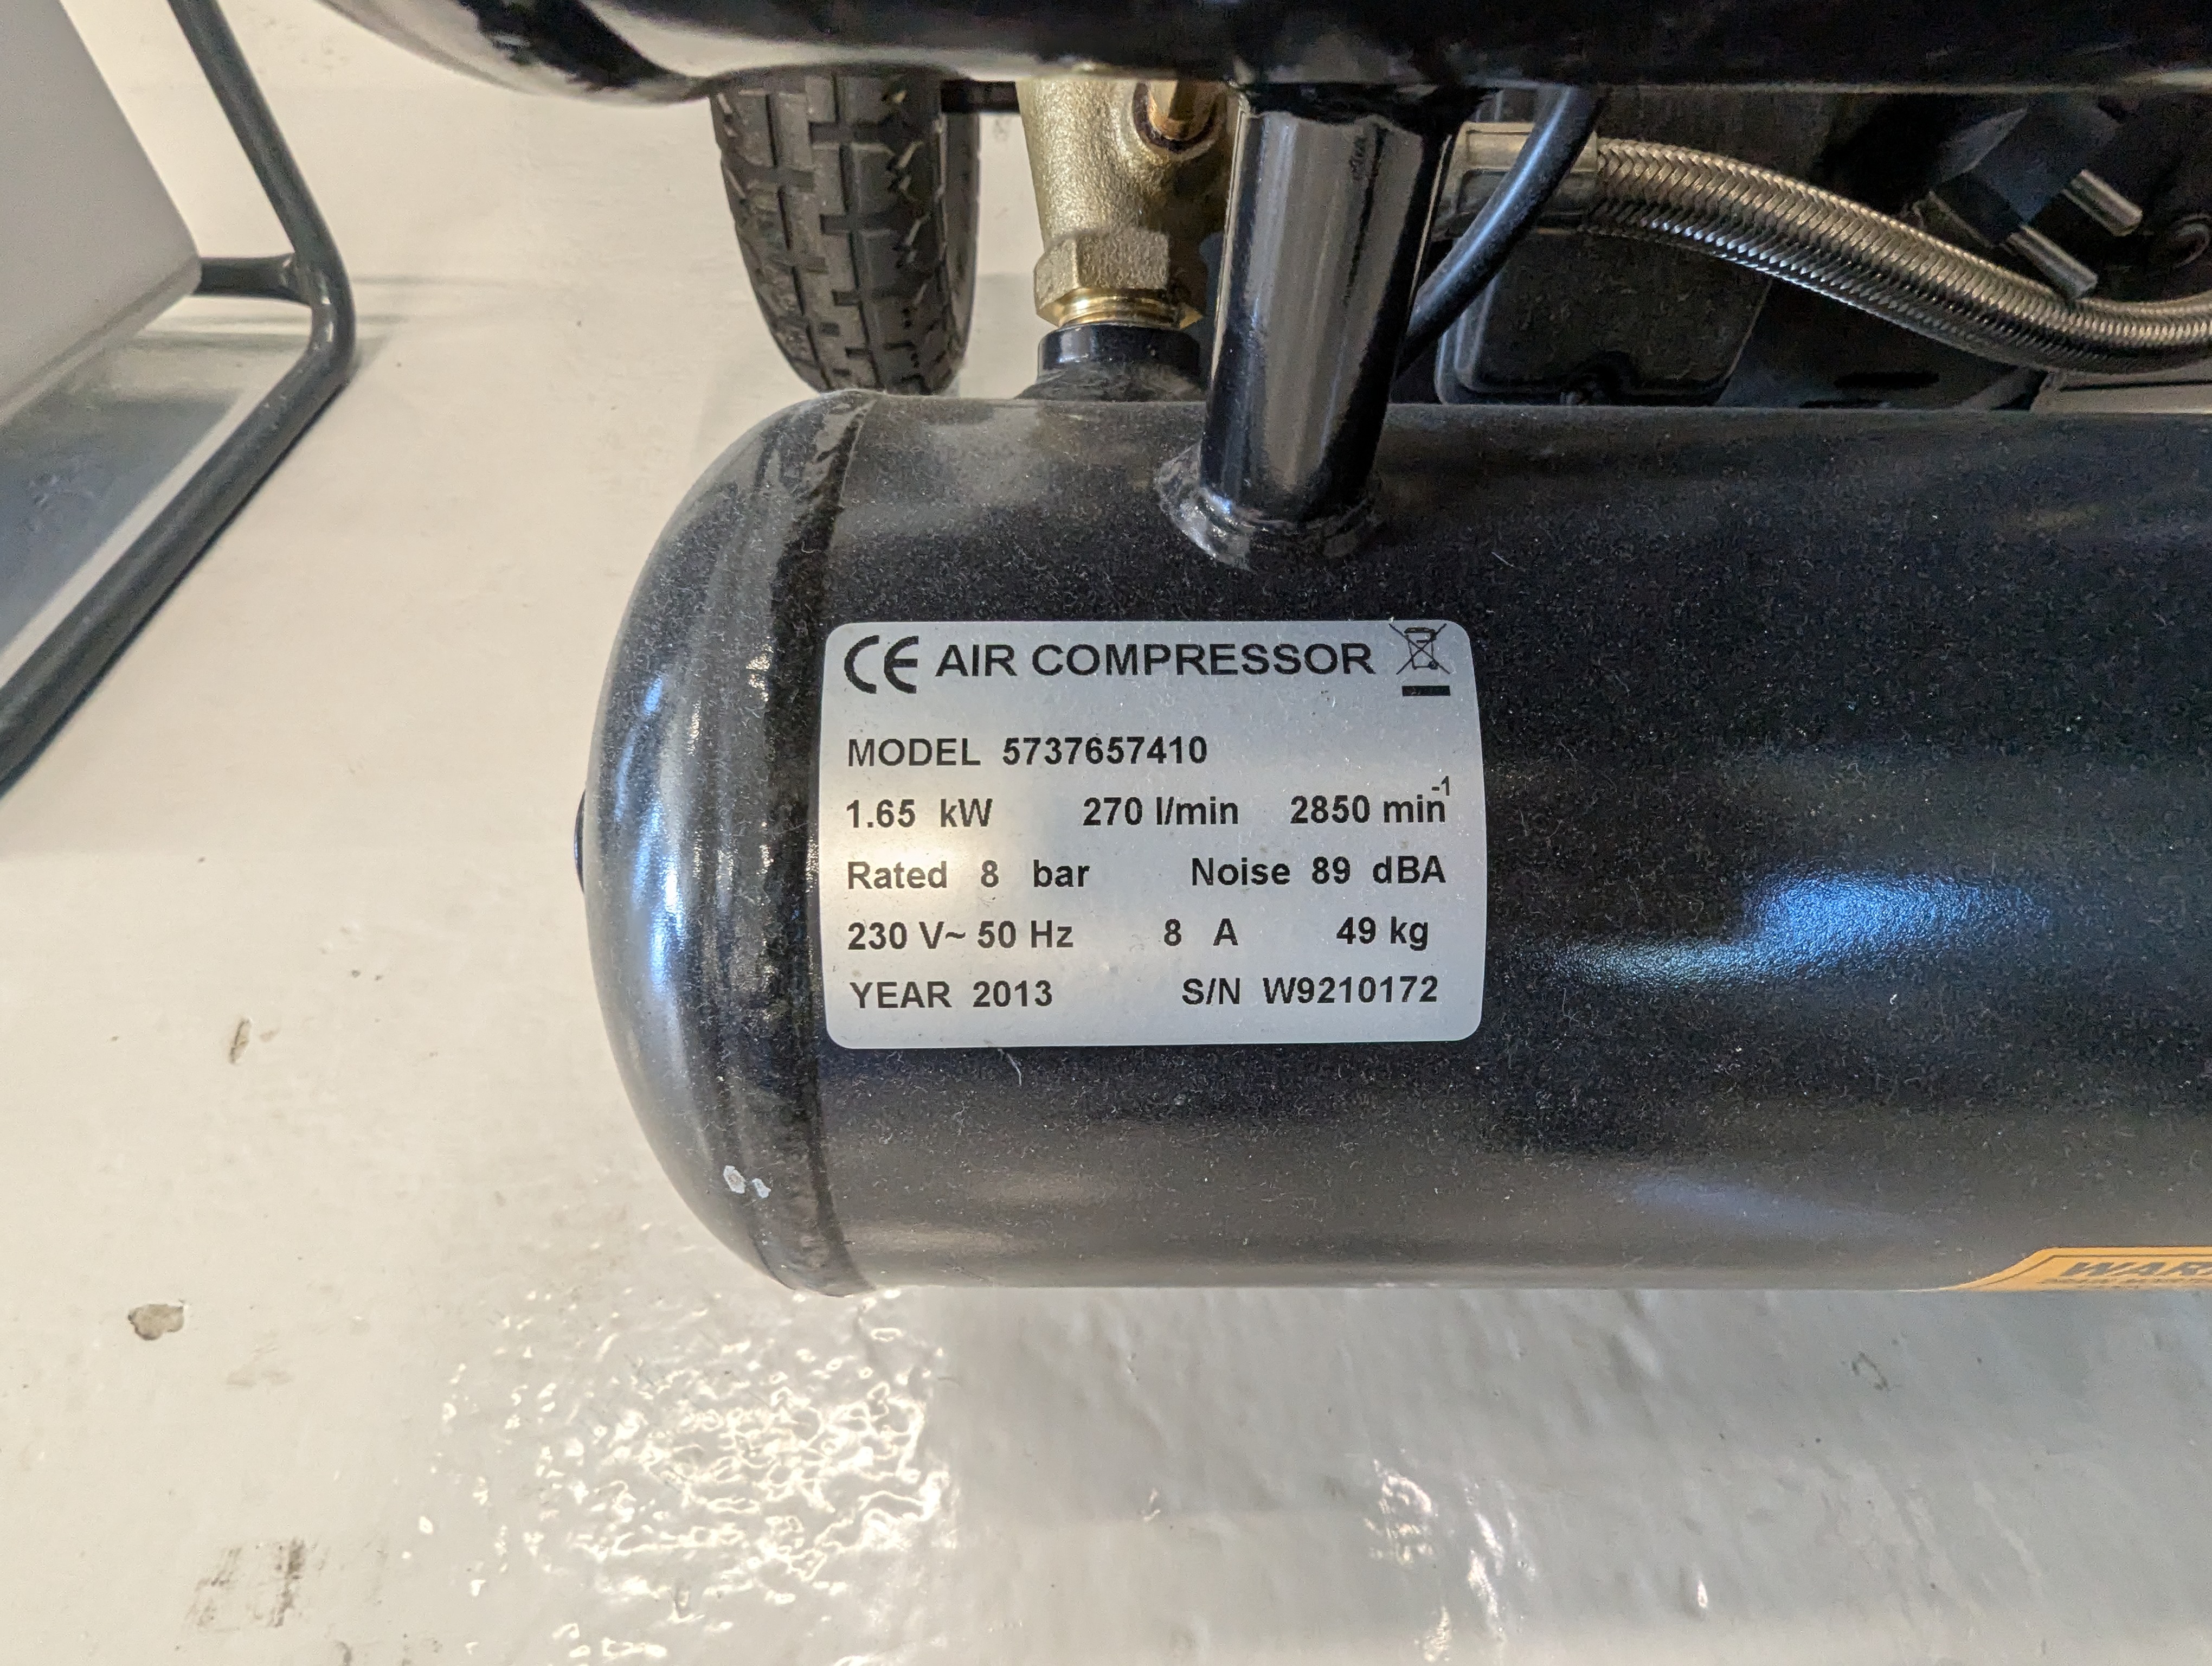 CE AIR COMPRESSOR
MODEL 5737657410
1.65 kW 270 l/min 2850 min-1
Rated 8 bar Noise 89 dBA
230 V~ 50 Hz 8 A 49 kg
YEAR 2013 S/N W9210172